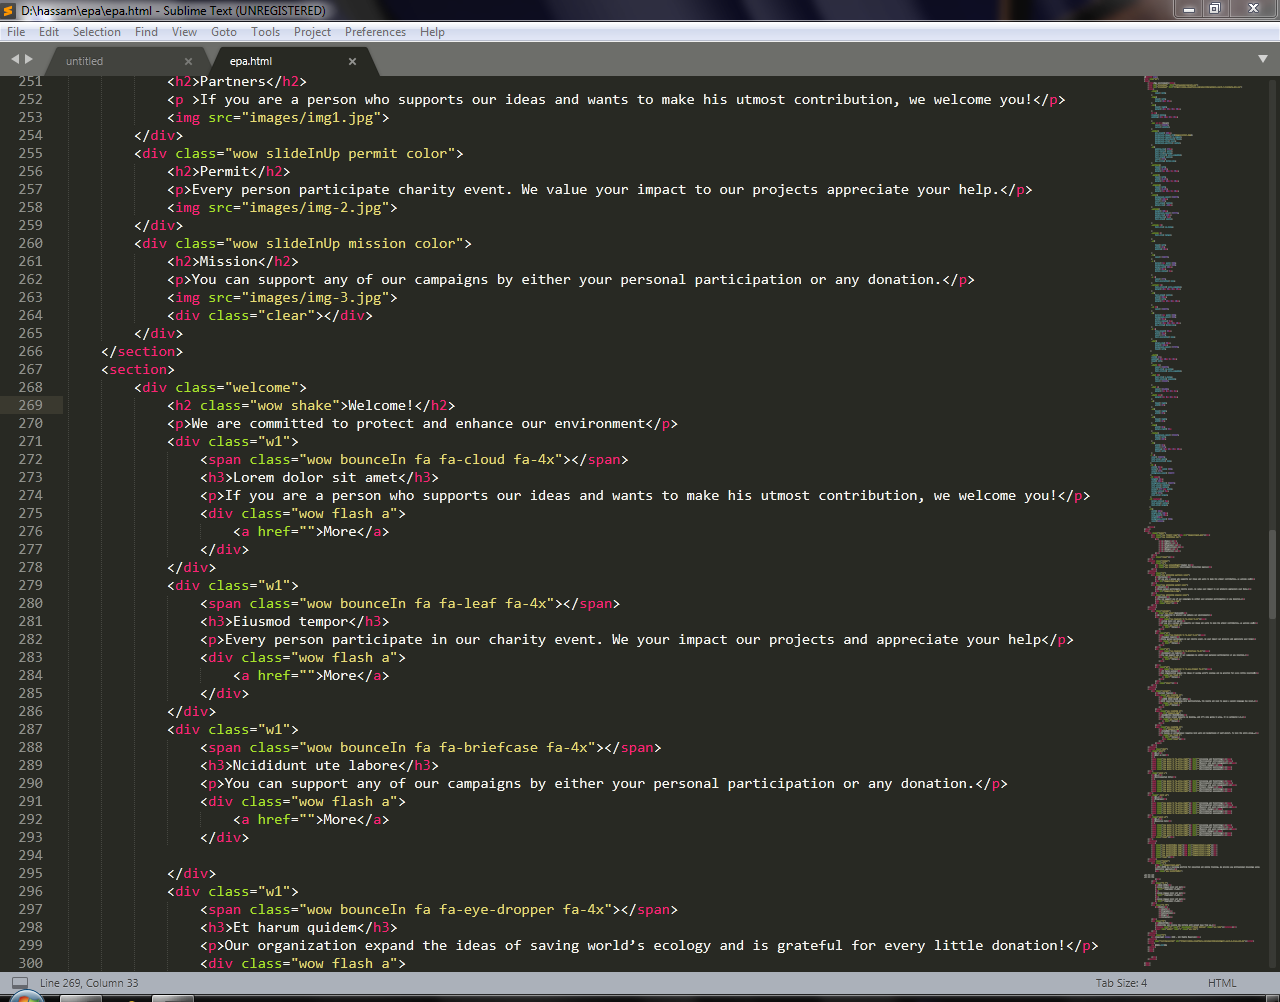 D:\hassam\epa\epa.html - Sublime Text (UNREGISTERED)
File Edit Selection Find View Goto Tools Project Preferences Help
untitled × epa.html ×
251 <h2>Partners</h2>
252 <p >If you are a person who supports our ideas and wants to make his utmost contribution, we welcome you!</p>
253 <img src="images/img1.jpg">
254 </div>
255 <div class="wow slideInUp permit color">
256 <h2>Permit</h2>
257 <p>Every person participate charity event. We value your impact to our projects appreciate your help.</p>
258 <img src="images/img-2.jpg">
259 </div>
260 <div class="wow slideInUp mission color">
261 <h2>Mission</h2>
262 <p>You can support any of our campaigns by either your personal participation or any donation.</p>
263 <img src="images/img-3.jpg">
264 <div class="clear"></div>
265 </div>
266 </section>
267 <section>
268 <div class="welcome">
269 <h2 class="wow shake">Welcome!</h2>
270 <p>We are committed to protect and enhance our environment</p>
271 <div class="w1">
272 <span class="wow bounceIn fa fa-cloud fa-4x"></span>
273 <h3>Lorem dolor sit amet</h3>
274 <p>If you are a person who supports our ideas and wants to make his utmost contribution, we welcome you!</p>
275 <div class="wow flash a">
276 <a href="">More</a>
277 </div>
278 </div>
279 <div class="w1">
280 <span class="wow bounceIn fa fa-leaf fa-4x"></span>
281 <h3>Eiusmod tempor</h3>
282 <p>Every person participate in our charity event. We your impact our projects and appreciate your help</p>
283 <div class="wow flash a">
284 <a href="">More</a>
285 </div>
286 </div>
287 <div class="w1">
288 <span class="wow bounceIn fa fa-briefcase fa-4x"></span>
289 <h3>Ncididunt ute labore</h3>
290 <p>You can support any of our campaigns by either your personal participation or any donation.</p>
291 <div class="wow flash a">
292 <a href="">More</a>
293 </div>
294
295 </div>
296 <div class="w1">
297 <span class="wow bounceIn fa fa-eye-dropper fa-4x"></span>
298 <h3>Et harum quidem</h3>
299 <p>Our organization expand the ideas of saving world’s ecology and is grateful for every little donation!</p>
300 <div class="wow flash a">
Line 269, Column 33 Tab Size: 4 HTML